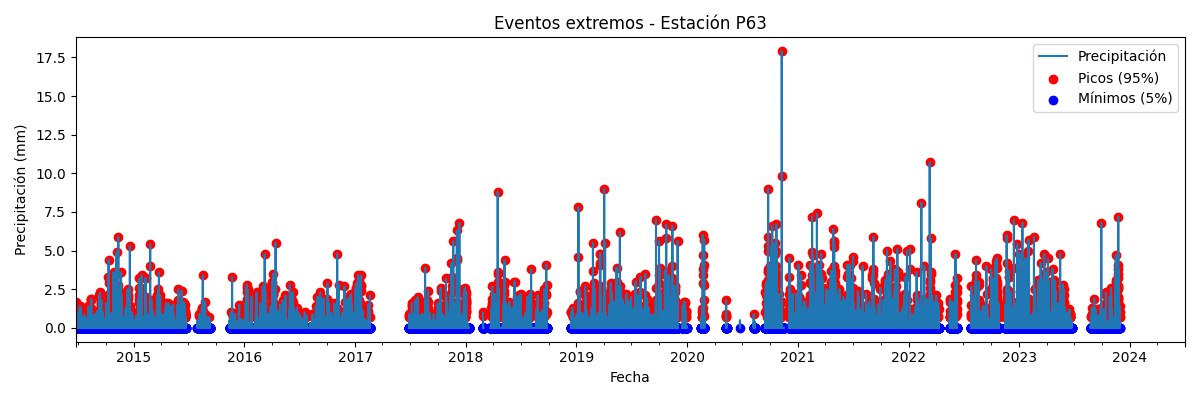 Eventos extremos - Estación P63
Precipitación (mm)
17.5
15.0
12.5
10.0
7.5
5.0
2.5
0.0
Precipitación
Picos (95%)
Mínimos (5%)
2015 2016 2017 2018 2019 2020 2021 2022 2023 2024
Fecha